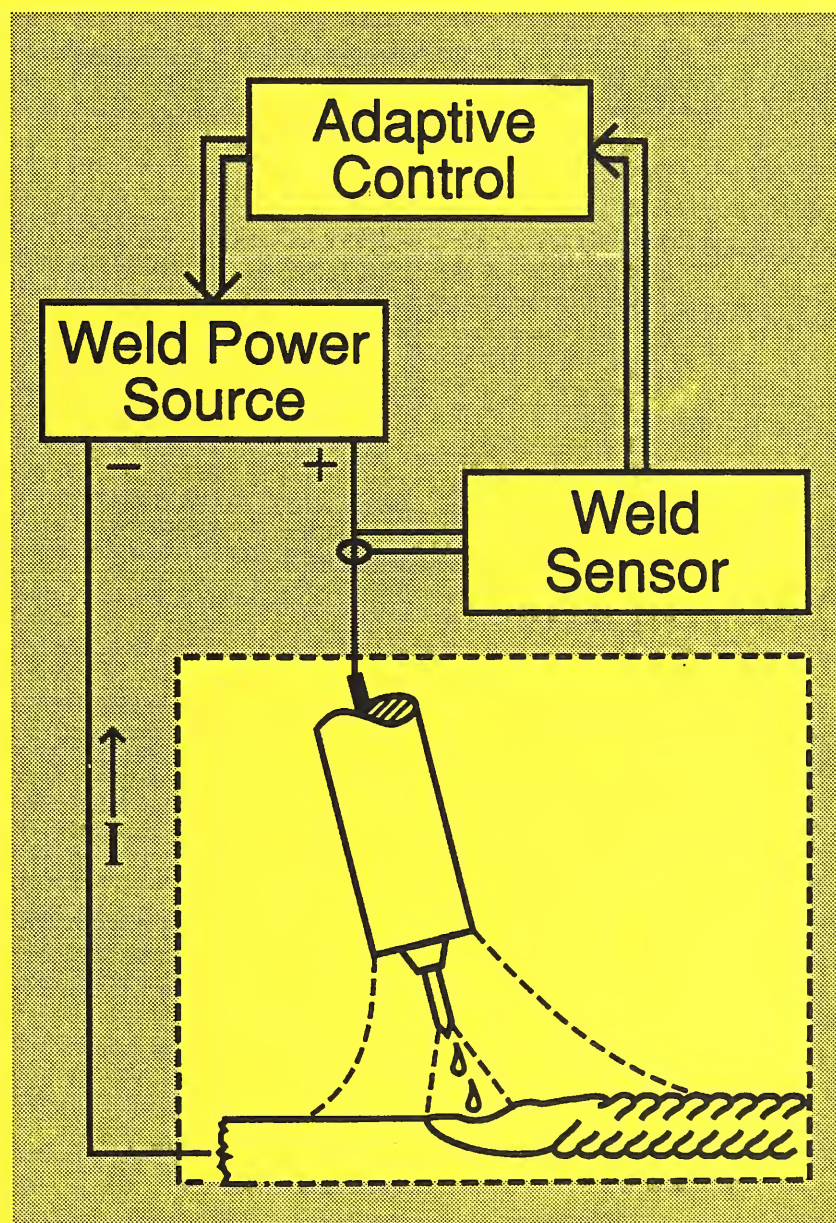 Adaptive
Control
Weld Power
Source
− +
Weld
Sensor
I